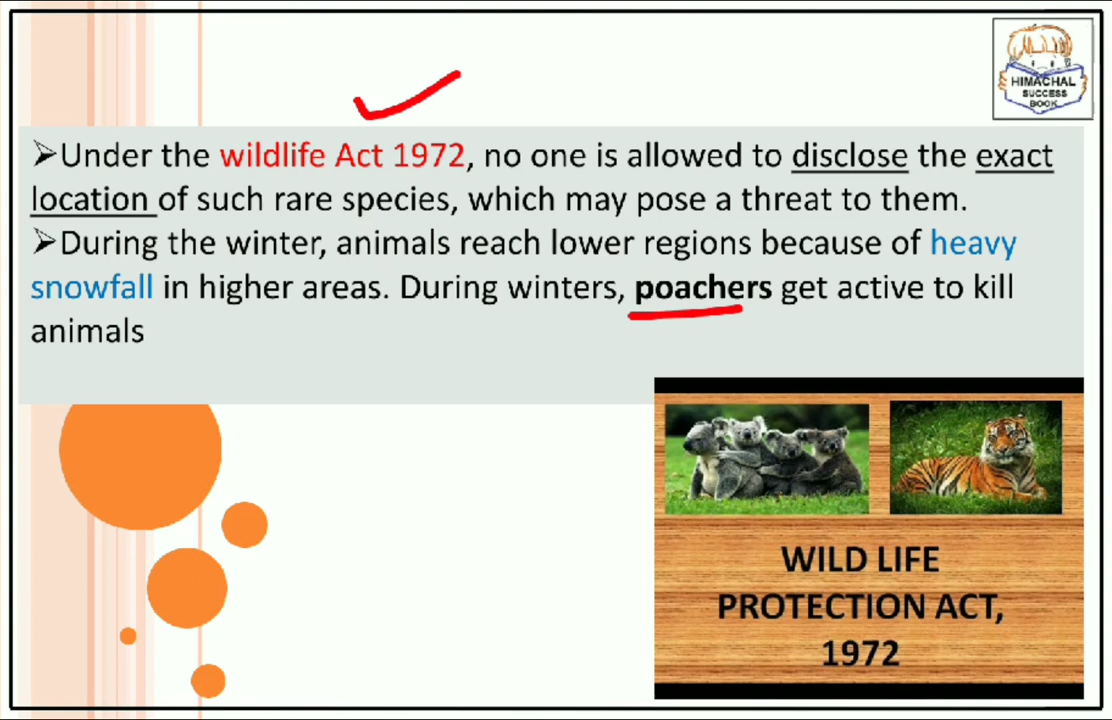 HIMACHAL
SUCCESS
BOOK
➢Under the wildlife Act 1972, no one is allowed to disclose the exact
location of such rare species, which may pose a threat to them.
➢During the winter, animals reach lower regions because of heavy
snowfall in higher areas. During winters, poachers get active to kill
animals
WILD LIFE
PROTECTION ACT,
1972